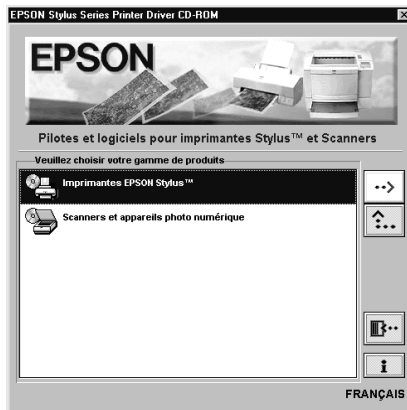 EPSON Stylus Series Printer Driver CD-ROM
EPSON
Pilotes et logiciels pour imprimantes Stylus™ et Scanners
Veuillez choisir votre gamme de produits
Imprimantes EPSON Stylus™
Scanners et appareils photo numérique
FRANÇAIS